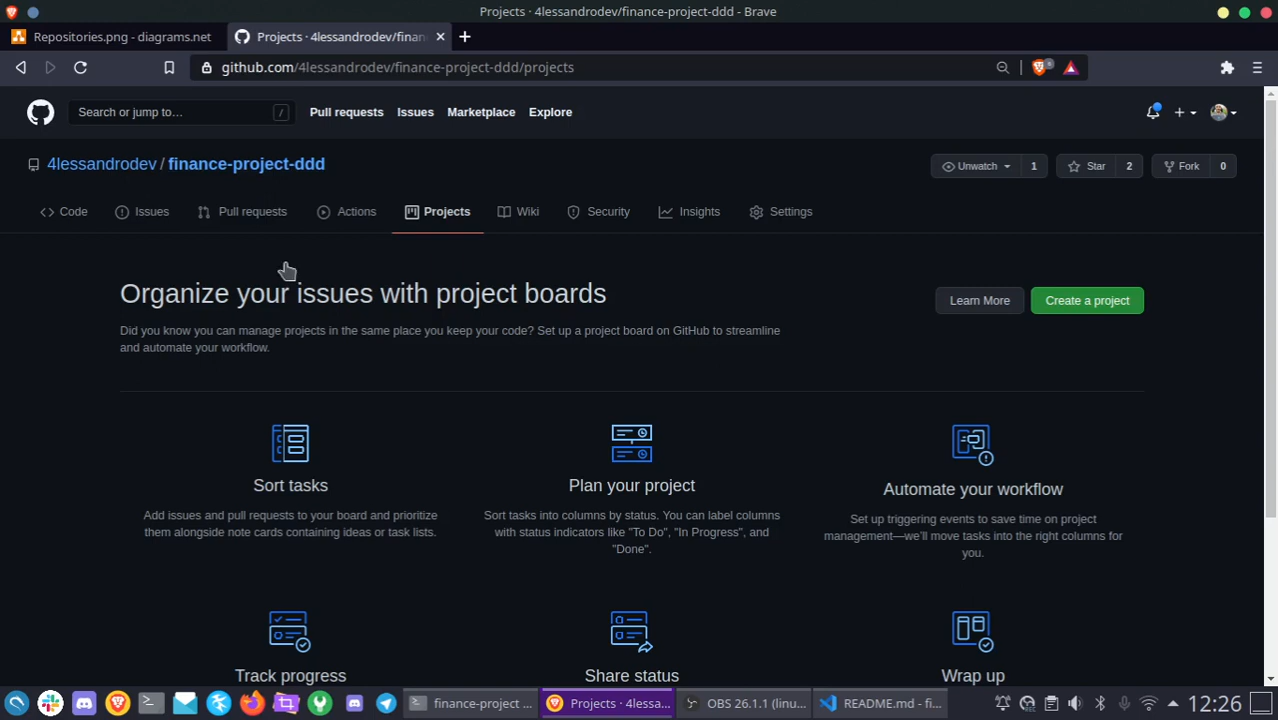 Projects · 4lessandrodev/finance-project-ddd - Brave
Repositories.png - diagrams.net
Projects · 4lessandrodev/finan
github.com/4lessandrodev/finance-project-ddd/projects
Search or jump to… /
Pull requests Issues Marketplace Explore
4lessandrodev / finance-project-ddd
Unwatch 1 Star 2 Fork 0
Code Issues Pull requests Actions Projects Wiki Security Insights Settings
Organize your issues with project boards
Learn More Create a project
Did you know you can manage projects in the same place you keep your code? Set up a project board on GitHub to streamline
and automate your workflow.
Sort tasks
Add issues and pull requests to your board and prioritize
them alongside note cards containing ideas or task lists.
Plan your project
Sort tasks into columns by status. You can label columns
with status indicators like "To Do", "In Progress", and
"Done".
Automate your workflow
Set up triggering events to save time on project
management—we'll move tasks into the right columns for
you.
Track progress
Share status
Wrap up
finance-project ...
Projects · 4lessa...
OBS 26.1.1 (linu...
README.md - fi...
12:26